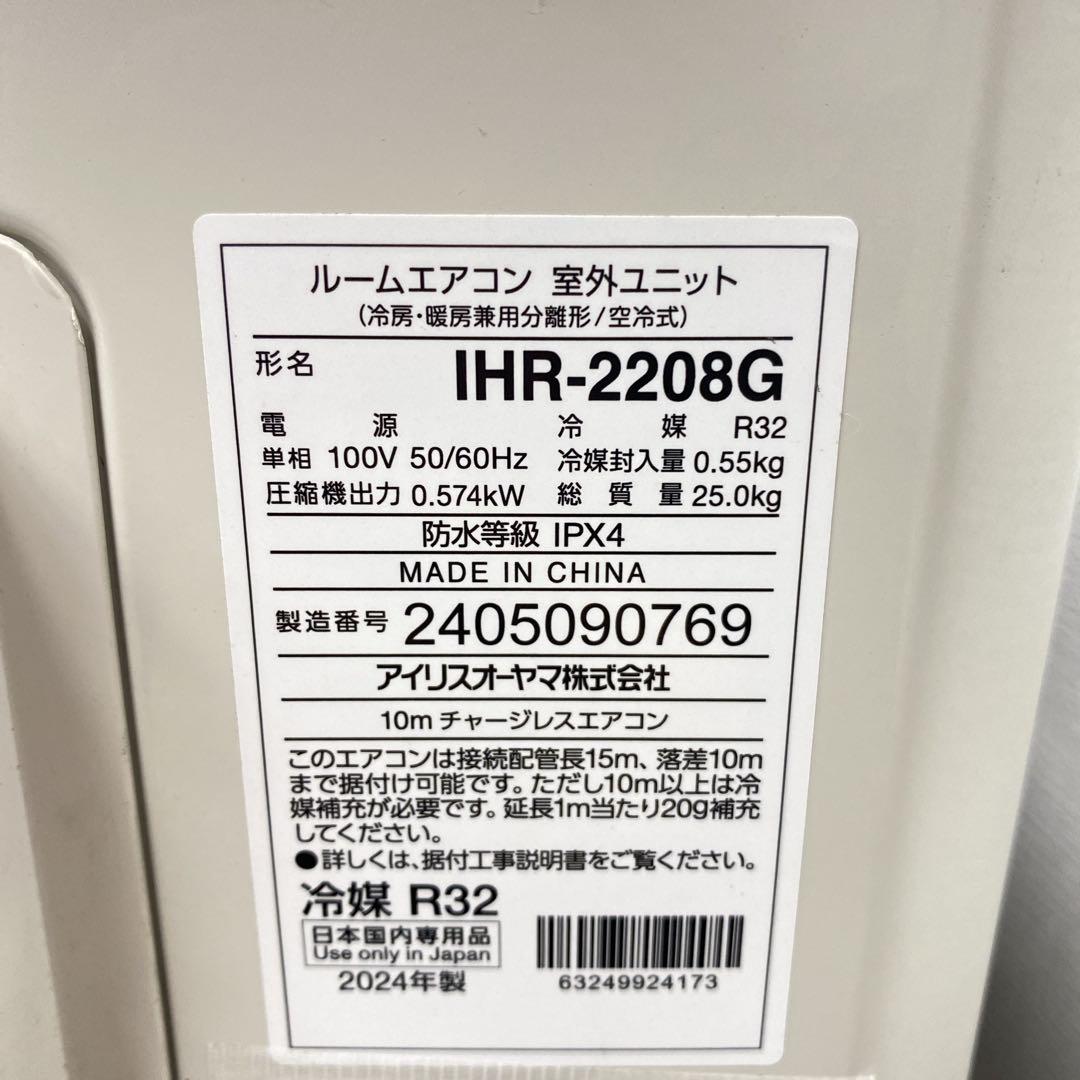 ルームエアコン 室外ユニット
(冷房・暖房兼用分離形/空冷式)
形名 IHR-2208G
電源 冷媒 R32
単相 100V 50/60Hz 冷媒封入量 0.55kg
圧縮機出力 0.574kW 総質量 25.0kg
防水等級 IPX4
MADE IN CHINA
製造番号 2405090769
アイリスオーヤマ株式会社
10mチャージレスエアコン
このエアコンは接続配管長15m、落差10m
まで据付け可能です。ただし10m以上は冷
媒補充が必要です。延長1m当たり20g補充
してください。
●詳しくは、据付工事説明書をご覧ください。
冷媒 R32
日本国内専用品
Use only in Japan
2024年製
63249924173